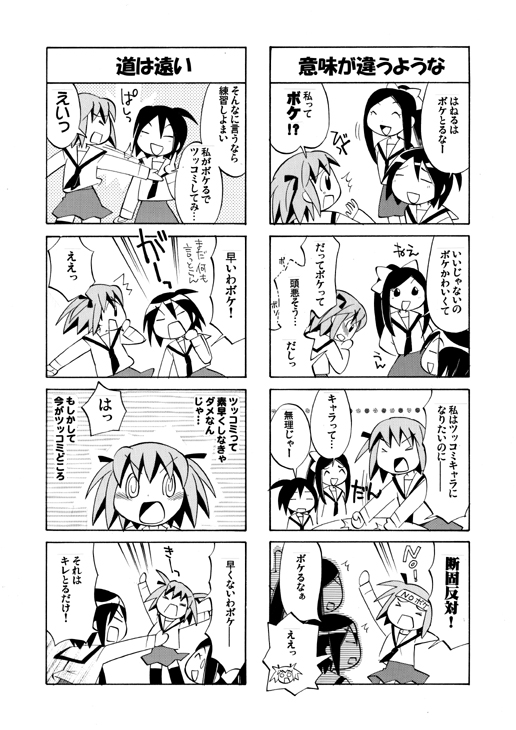 意味が違うような
はねるは
ボケとるなー
私って
ボケ!?
いいじゃないの
ボケかわいくて
ねえ
だってボケって
頭悪そう…
だしっ
私はツッコミキャラに
なりたいのに――
キャラって…
無理じゃー
だん
断固反対!
NO!
ボケるなぁ
ええっ
道は遠い
そんなに言うなら
練習しよまい
私がボケるで
ツッコミしてみ…
ぱしっ
えいっ
早いわボケ!
がー
まだ何も
言っとらん
ええっ
ツッコミって
素早くしなきゃ
ダメなん
じゃ…
はっ
もしかして
今がツッコミどころ
早くないわボケ――
きっ
それは
キレとるだけ!